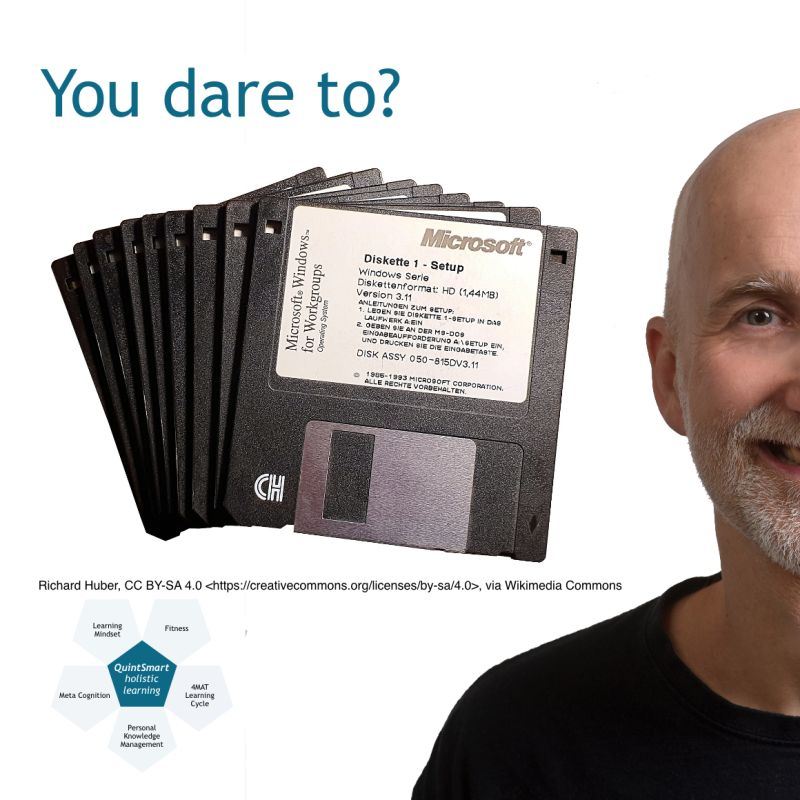 You dare to?
Microsoft®
Diskette 1 - Setup
Windows Serie
Diskettenformat: HD (1,44MB)
Version 3.11
ANLEITUNGEN ZUM SETUP:
1. LEGEN SIE DISKETTE 1-SETUP IN DAS
LAUFWERK A:EIN
2. GEBEN SIE AN DER MS-DOS
EINGABEAUFFORDERUNG A:\SETUP EIN,
UND DRUCKEN SIE DIE EINGABETASTE.
DISK ASSY 050-815DV3.11
© 1985-1993 MICROSOFT CORPORATION.
ALLE RECHTE VORBEHALTEN.
Microsoft® Windows™
for Workgroups
Operating System
CH
Richard Huber, CC BY-SA 4.0 <https://creativecommons.org/licenses/by-sa/4.0>, via Wikimedia Commons
Learning
Mindset
Fitness
QuintSmart
holistic
learning
Meta Cognition
4MAT
Learning
Cycle
Personal
Knowledge
Management